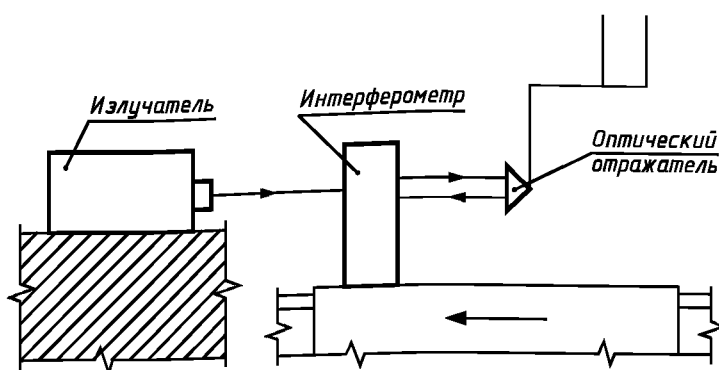 Излучатель
Интерферометр
Оптический
отражатель